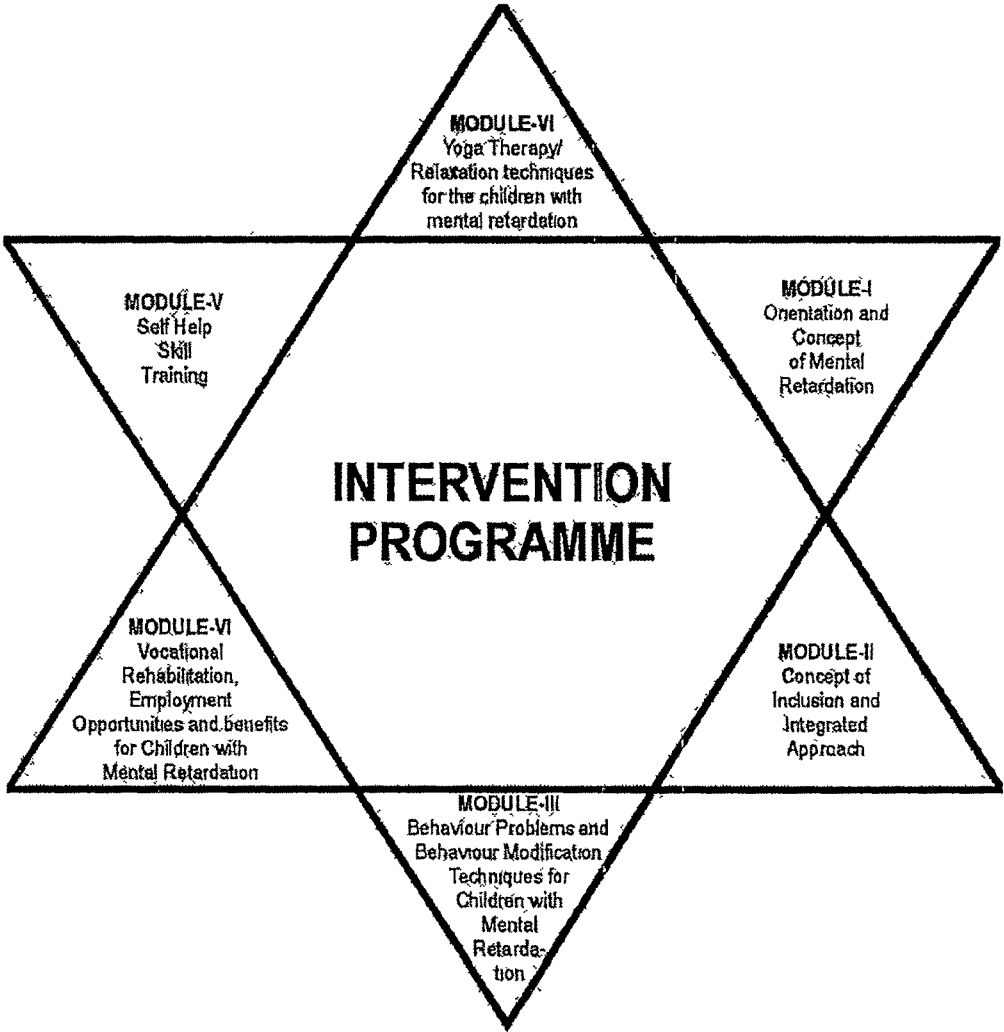 MODULE-VI
Yoga Therapy/
Relaxation techniques
for the children with
mental retardation
MODULE-V
Self Help
Skill
Training
MODULE-I
Orientation and
Concept
of Mental
Retardation
INTERVENTION
PROGRAMME
MODULE-VI
Vocational
Rehabilitation,
Employment
Opportunities and benefits
for Children with
Mental Retardation
MODULE-II
Concept of
Inclusion and
Integrated
Approach
MODULE-III
Behaviour Problems and
Behaviour Modification
Techniques for
Children with
Mental
Retarda-
tion